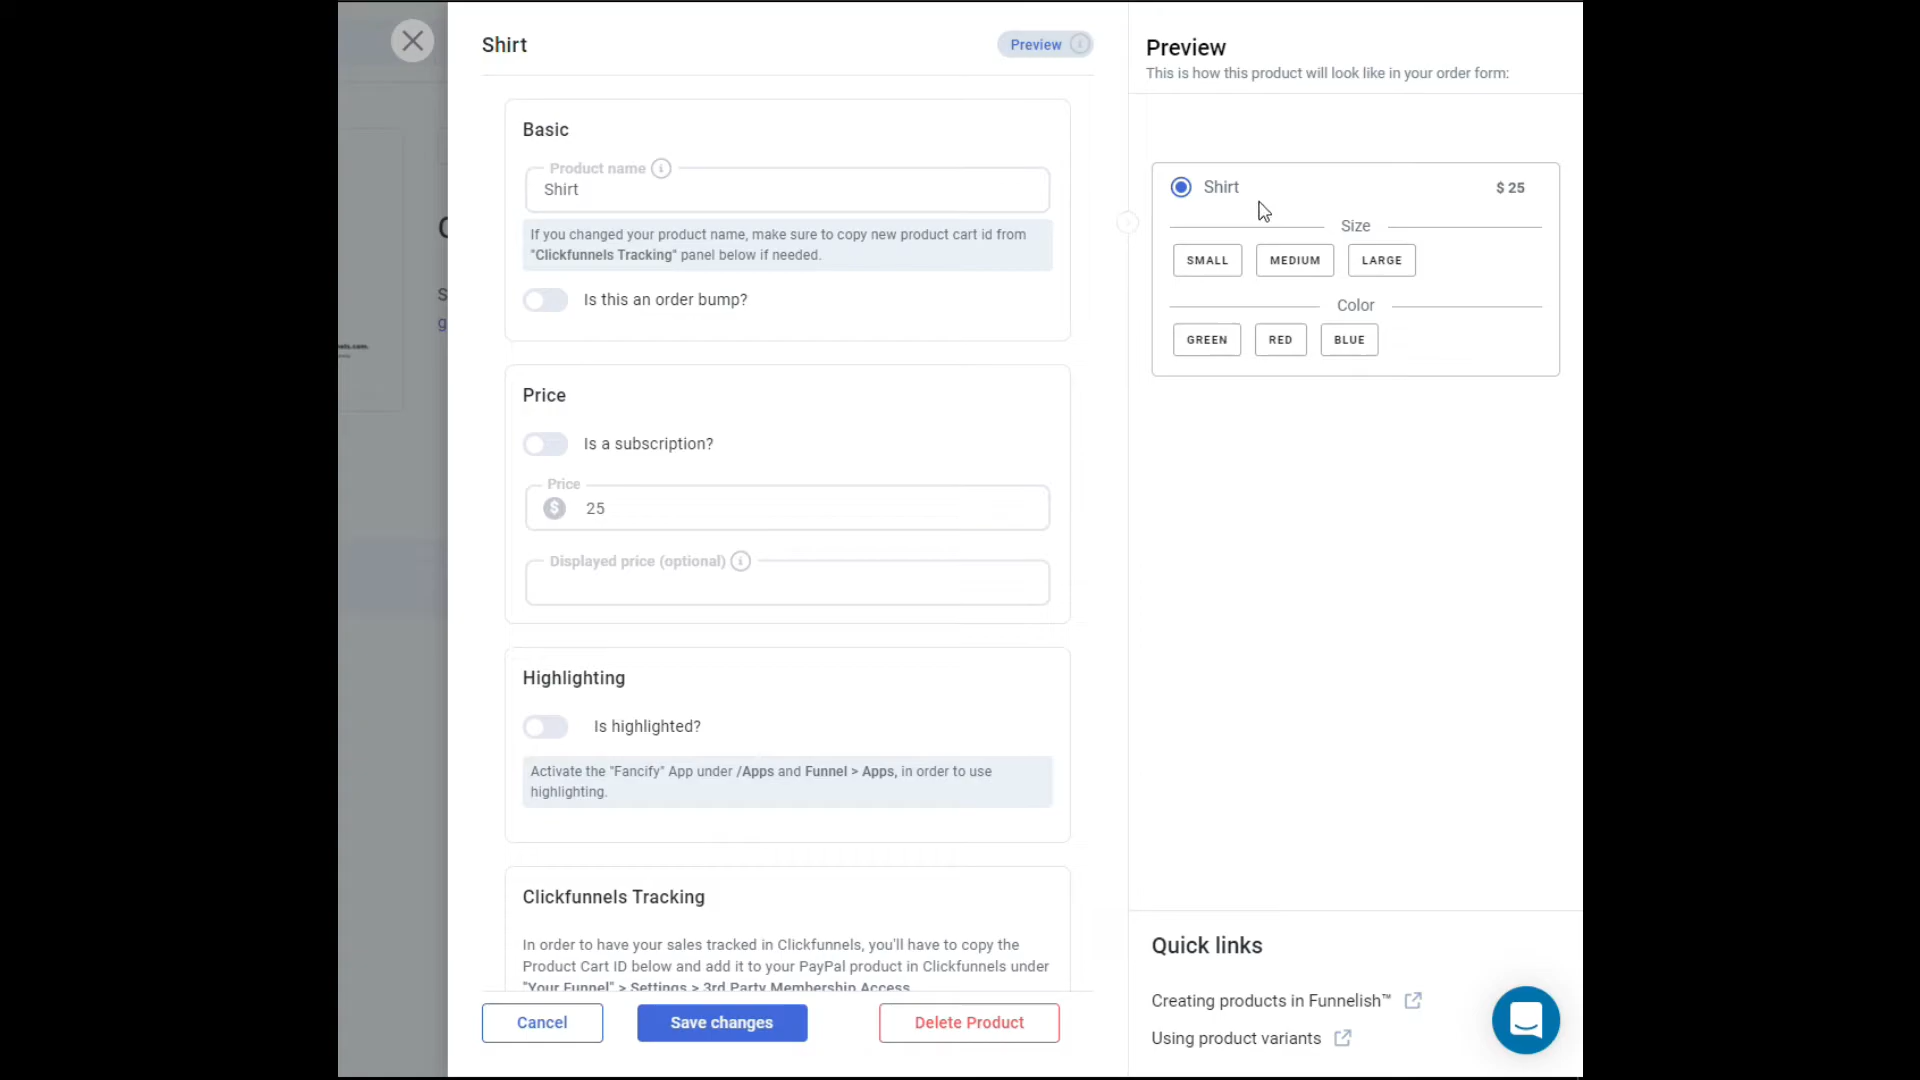 Shirt
Preview
Basic
Product name
Shirt
If you changed your product name, make sure to copy new product cart id from
"Clickfunnels Tracking" panel below if needed.
Is this an order bump?
Price
Is a subscription?
Price
$ 25
Displayed price (optional)
Highlighting
Is highlighted?
Activate the "Fancify" App under /Apps and Funnel > Apps, in order to use
highlighting.
Clickfunnels Tracking
In order to have your sales tracked in Clickfunnels, you'll have to copy the
Product Cart ID below and add it to your PayPal product in Clickfunnels under
"Your Funnel" > Settings > 3rd Party Membership Access.
Cancel
Save changes
Delete Product
Preview
This is how this product will look like in your order form:
Shirt
$ 25
Size
SMALL
MEDIUM
LARGE
Color
GREEN
RED
BLUE
Quick links
Creating products in Funnelish™
Using product variants